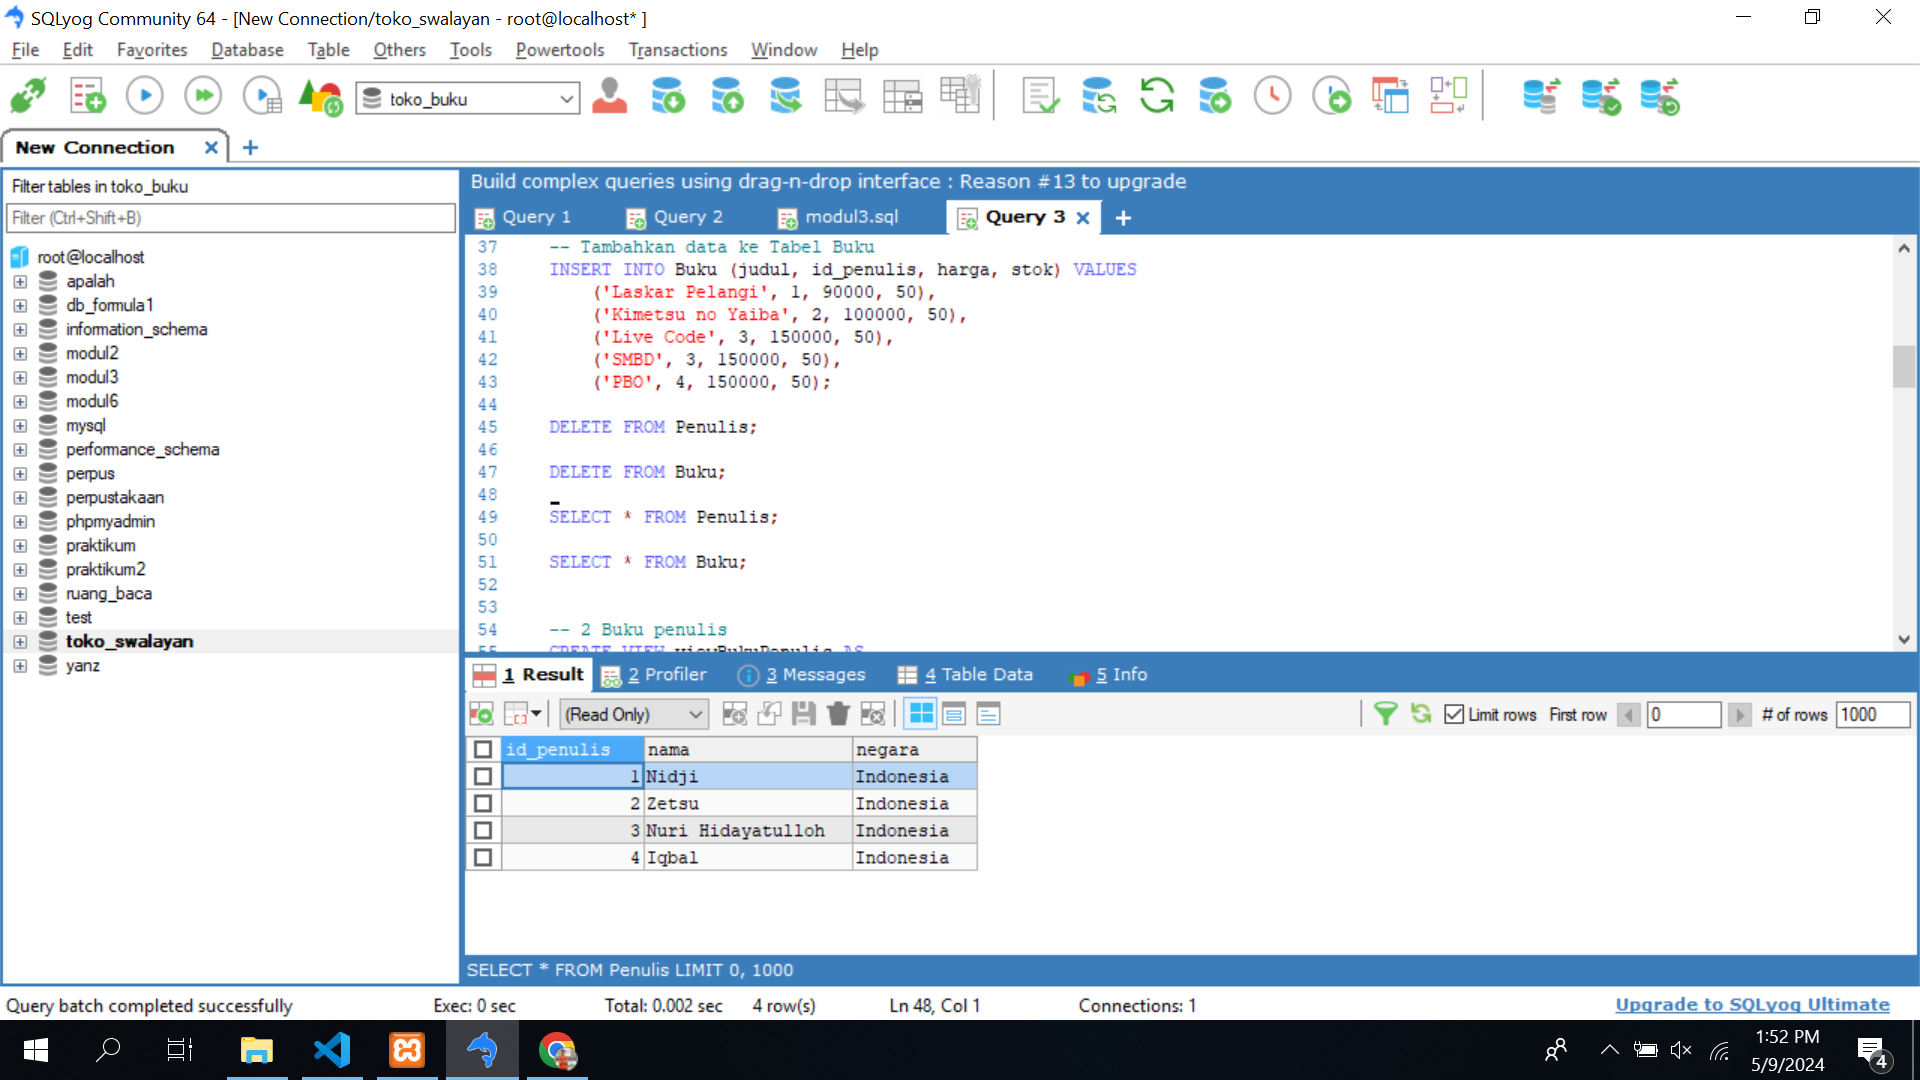 SQLyog Community 64 - [New Connection/toko_swalayan - root@localhost* ]
File Edit Favorites Database Table Others Tools Powertools Transactions Window Help
toko_buku
New Connection
Filter tables in toko_buku
Filter (Ctrl+Shift+B)
root@localhost
apalah
db_formula1
information_schema
modul2
modul3
modul6
mysql
performance_schema
perpus
perpustakaan
phpmyadmin
praktikum
praktikum2
ruang_baca
test
toko_swalayan
yanz
Build complex queries using drag-n-drop interface : Reason #13 to upgrade
Query 1 Query 2 modul3.sql Query 3
37 -- Tambahkan data ke Tabel Buku
38 INSERT INTO Buku (judul, id_penulis, harga, stok) VALUES
39 ('Laskar Pelangi', 1, 90000, 50),
40 ('Kimetsu no Yaiba', 2, 100000, 50),
41 ('Live Code', 3, 150000, 50),
42 ('SMBD', 3, 150000, 50),
43 ('PBO', 4, 150000, 50);
44
45 DELETE FROM Penulis;
46
47 DELETE FROM Buku;
48
49 SELECT * FROM Penulis;
50
51 SELECT * FROM Buku;
52
53
54 -- 2 Buku penulis
55 CREATE VIEW viewBukuPenulis AS
1 Result 2 Profiler 3 Messages 4 Table Data 5 Info
(Read Only) Limit rows First row 0 # of rows 1000
id_penulis nama negara
1 Nidji Indonesia
2 Zetsu Indonesia
3 Nuri Hidayatulloh Indonesia
4 Iqbal Indonesia
SELECT * FROM Penulis LIMIT 0, 1000
Query batch completed successfully Exec: 0 sec Total: 0.002 sec 4 row(s) Ln 48, Col 1 Connections: 1 Upgrade to SQLyog Ultimate
1:52 PM
5/9/2024
4